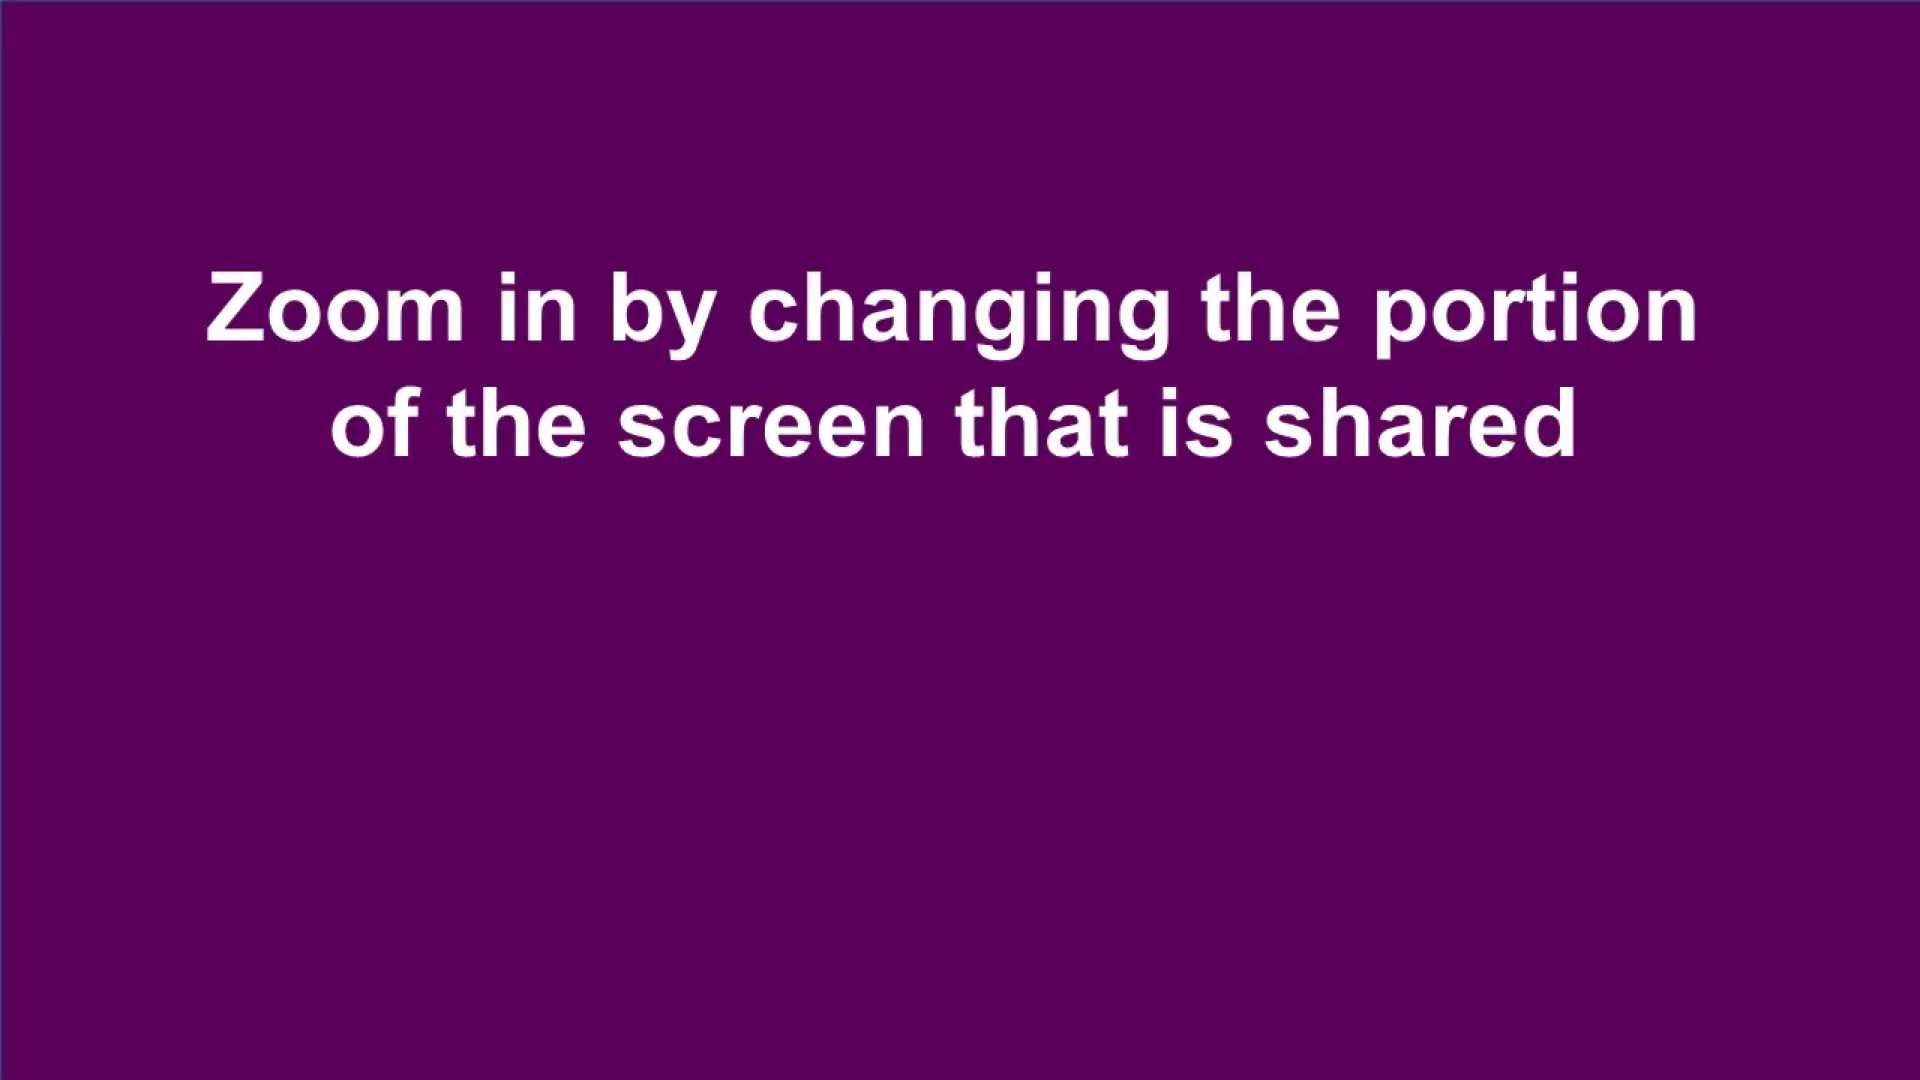 Zoom in by changing the portion
of the screen that is shared